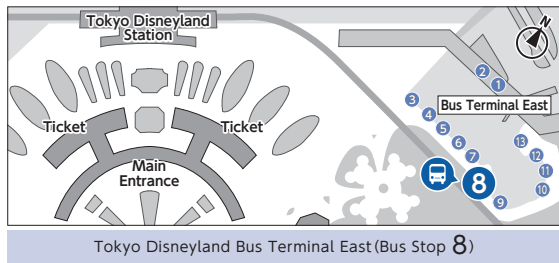 Tokyo Disneyland
Station
N
2
1
Bus Terminal East
3
4
5
6
7
13
12
11
10
9
8
Ticket
Ticket
Main
Entrance
Tokyo Disneyland Bus Terminal East(Bus Stop 8)